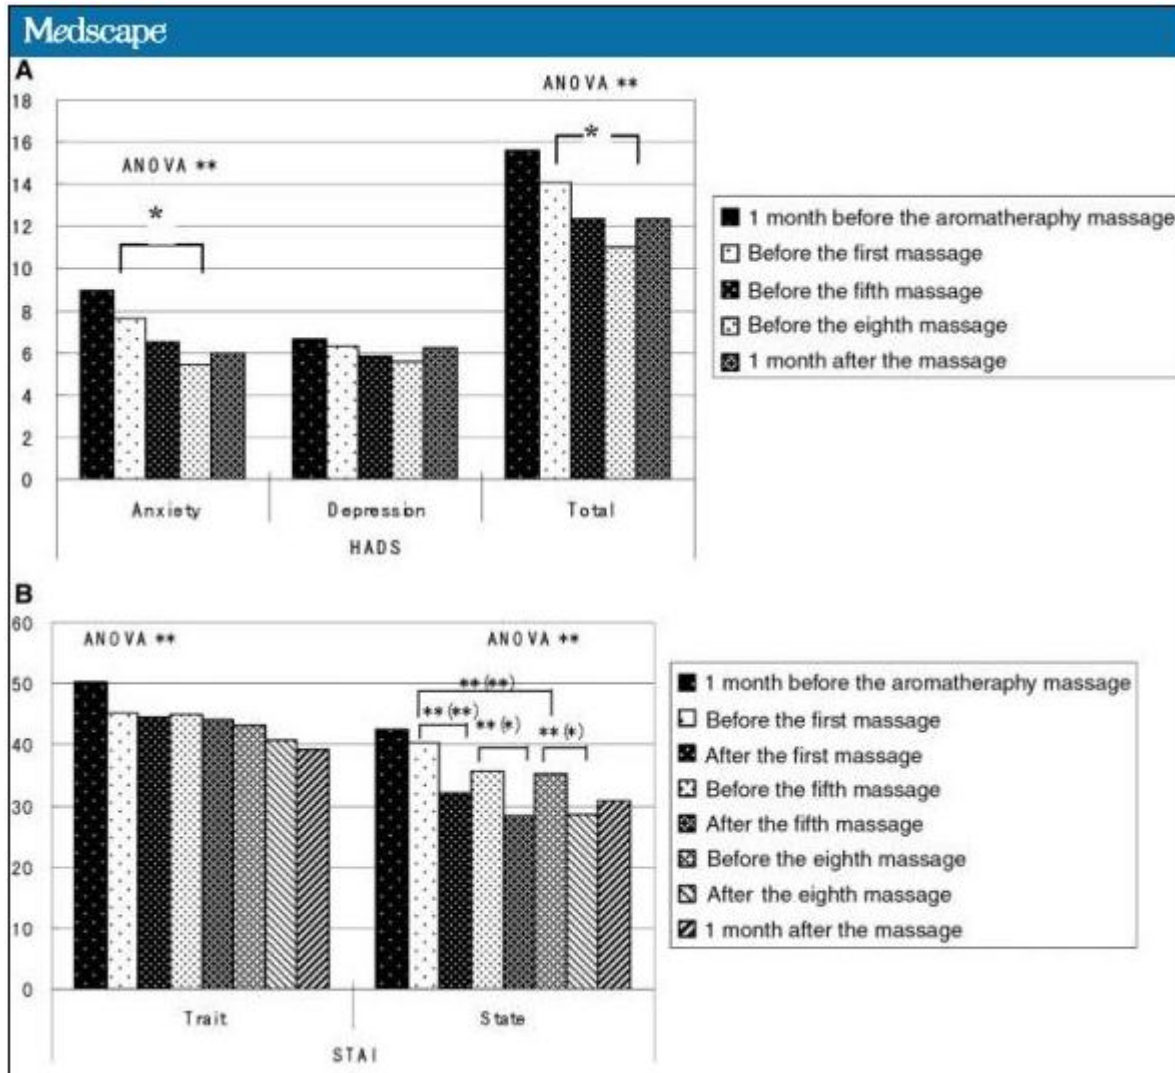 Medscape
A
ANOVA **
18
16
14
12
10
8
6
4
2
0
ANOVA **
*
*
Anxiety
Depression
Total
HADS
1 month before the aromatheraphy massage
Before the first massage
Before the fifth massage
Before the eighth massage
1 month after the massage
B
60
50
40
30
20
10
0
ANOVA **
ANOVA **
**(**)
**(**)
**(*)
**(*)
Trait
State
STAI
1 month before the aromatheraphy massage
Before the first massage
After the first massage
Before the fifth massage
After the fifth massage
Before the eighth massage
After the eighth massage
1 month after the massage